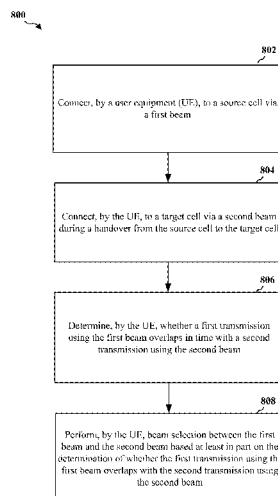 800
802
Connect, by a user equipment (UE), to a source cell via
a first beam
804
Connect, by the UE, to a target cell via a second beam
during a handover from the source cell to the target cell
806
Determine, by the UE, whether a first transmission
using the first beam overlaps in time with a second
transmission using the second beam
808
Perform, by the UE, beam selection between the first
beam and the second beam based at least in part on the
determination of whether the first transmission using the
first beam overlaps with the second transmission using
the second beam